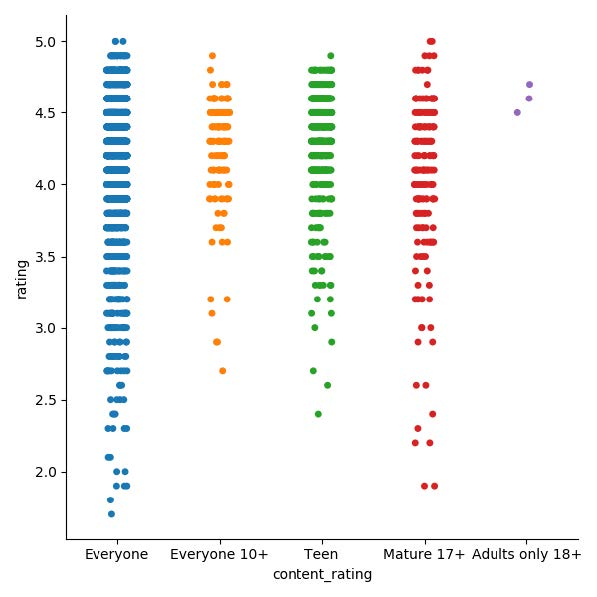 5.0
4.5
4.0
3.5
3.0
2.5
2.0
rating
Everyone Everyone 10+ Teen Mature 17+ Adults only 18+
content_rating